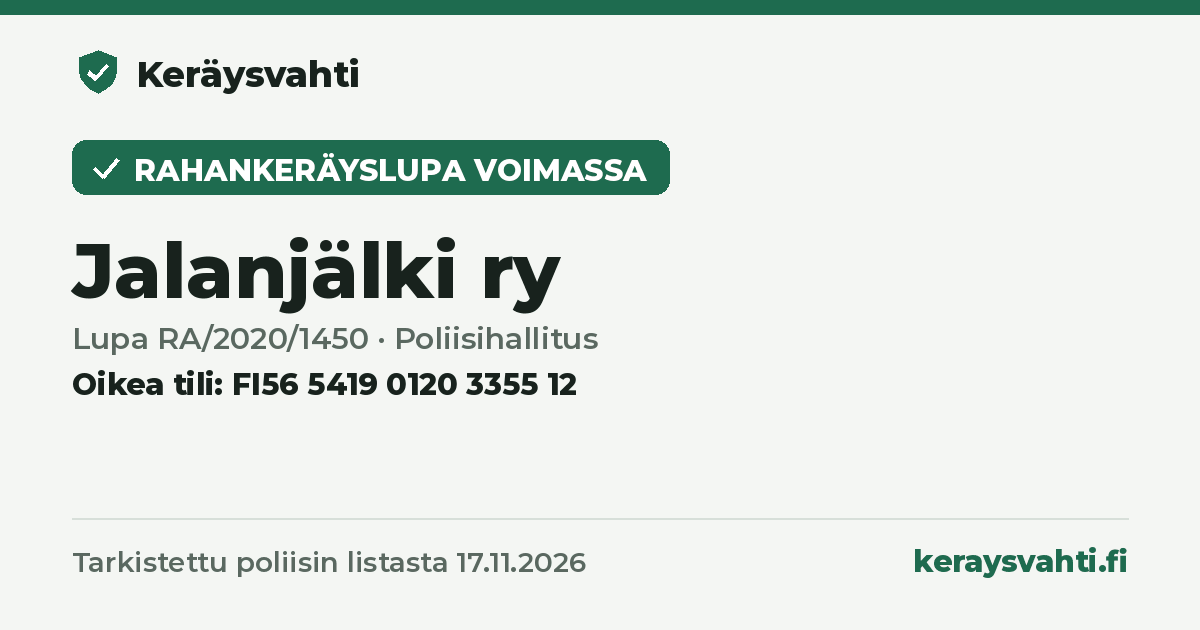 Keräysvahti
RAHANKERÄYSLUPA VOIMASSA
Jalanjälki ry
Lupa RA/2020/1450 · Poliisihallitus
Oikea tili: FI56 5419 0120 3355 12
Tarkistettu poliisin listasta 17.11.2026
keraysvahti.fi